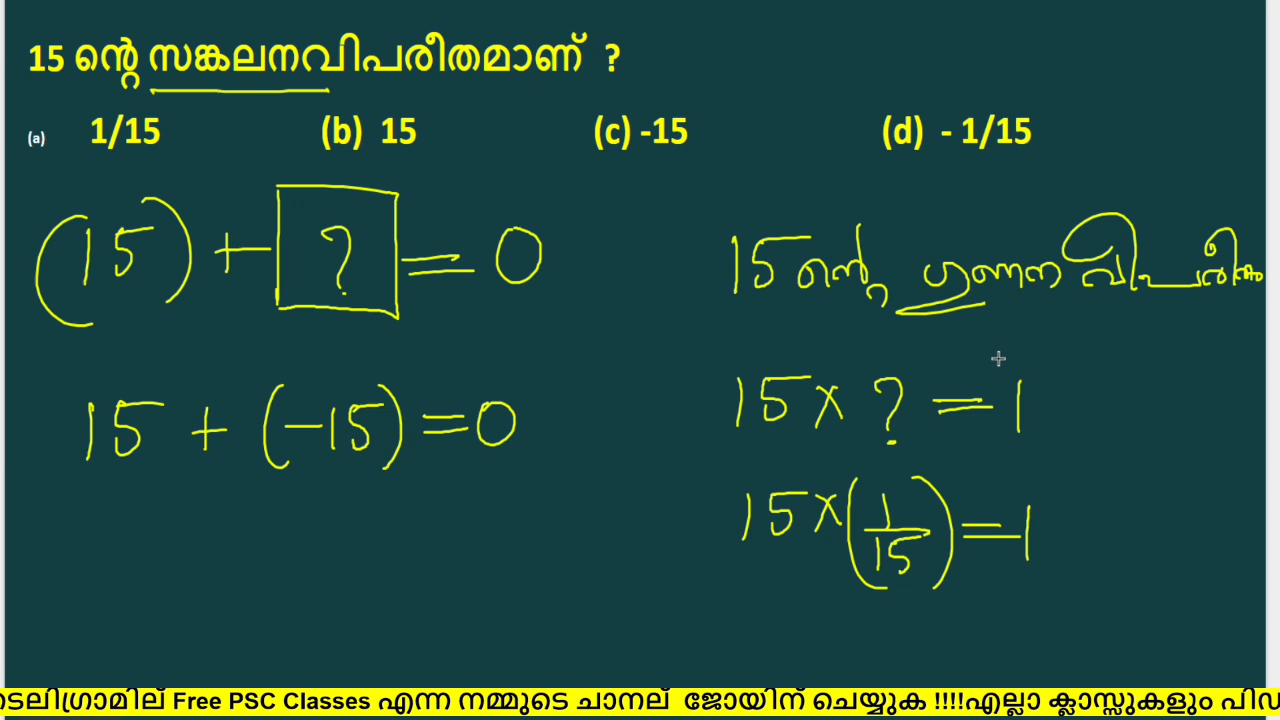 15 ന്റെ സങ്കലനവിപരീതമാണ് ?
(a) 1/15 (b) 15 (c) -15 (d) - 1/15
(15) + ? = 0
15 ന്റെ ഗുണന വിപരീതം
15 + (-15) = 0
15 x ? = 1
15 x (1/15) = 1
ടെലിഗ്രാമില് Free PSC Classes എന്ന നമ്മുടെ ചാനല് ജോയിന് ചെയ്യുക !!!!എല്ലാ ക്ലാസ്സുകളും